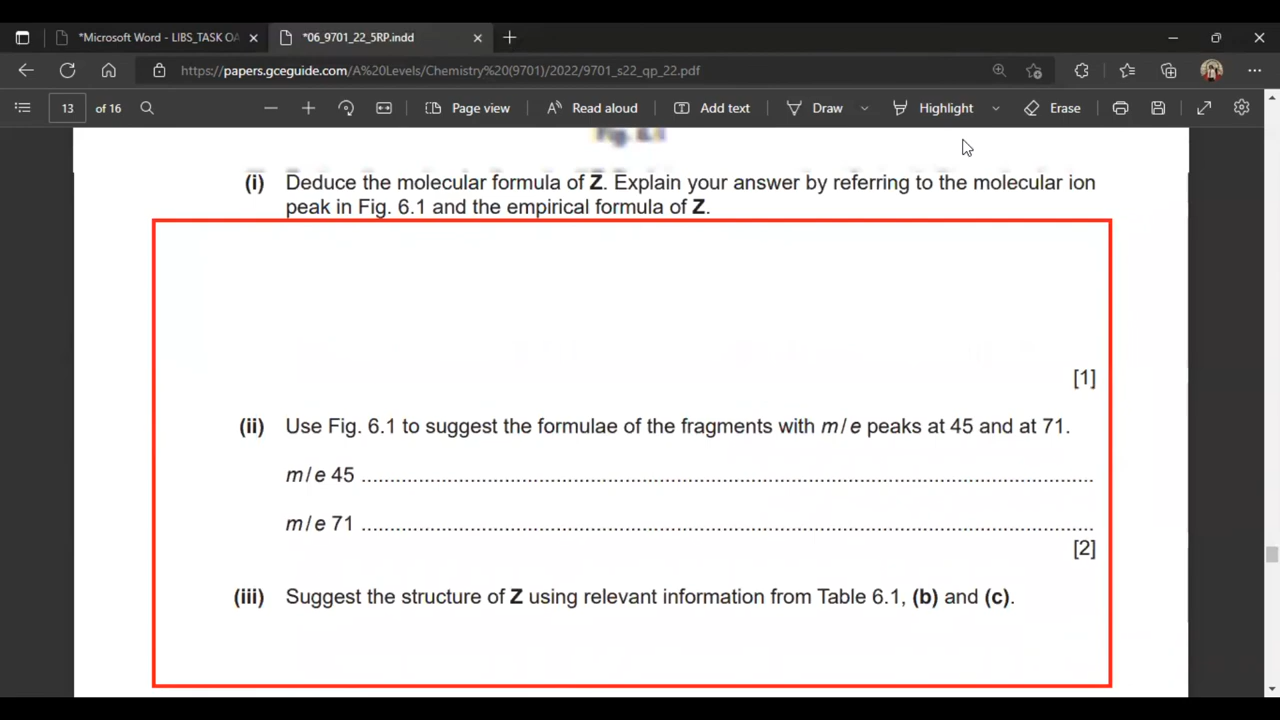 *Microsoft Word - LIBS_TASK OA
*06_9701_22_5RP.indd
https://papers.gceguide.com/A%20Levels/Chemistry%20(9701)/2022/9701_s22_qp_22.pdf
13 of 16 Page view Read aloud Add text Draw Highlight Erase
Fig. 6.1
(i) Deduce the molecular formula of Z. Explain your answer by referring to the molecular ion
peak in Fig. 6.1 and the empirical formula of Z.
[1]
(ii) Use Fig. 6.1 to suggest the formulae of the fragments with m/e peaks at 45 and at 71.
m/e 45 ................................................................................................................................
m/e 71 ................................................................................................................................
[2]
(iii) Suggest the structure of Z using relevant information from Table 6.1, (b) and (c).